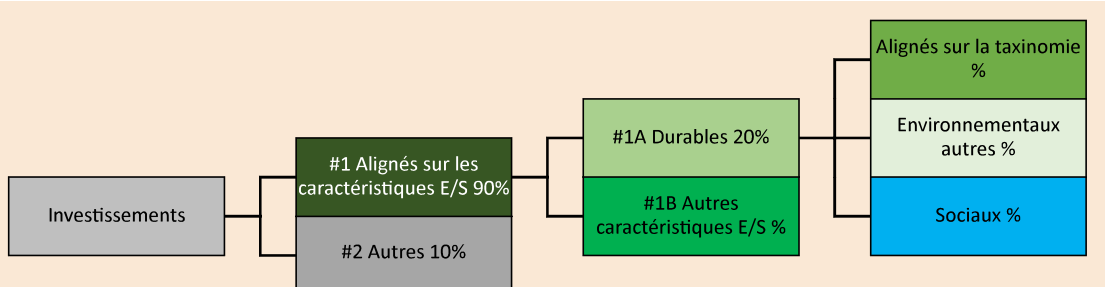 Investissements
#1 Alignés sur les
caractéristiques E/S 90%
#2 Autres 10%
#1A Durables 20%
#1B Autres
caractéristiques E/S %
Alignés sur la taxinomie
%
Environnementaux
autres %
Sociaux %